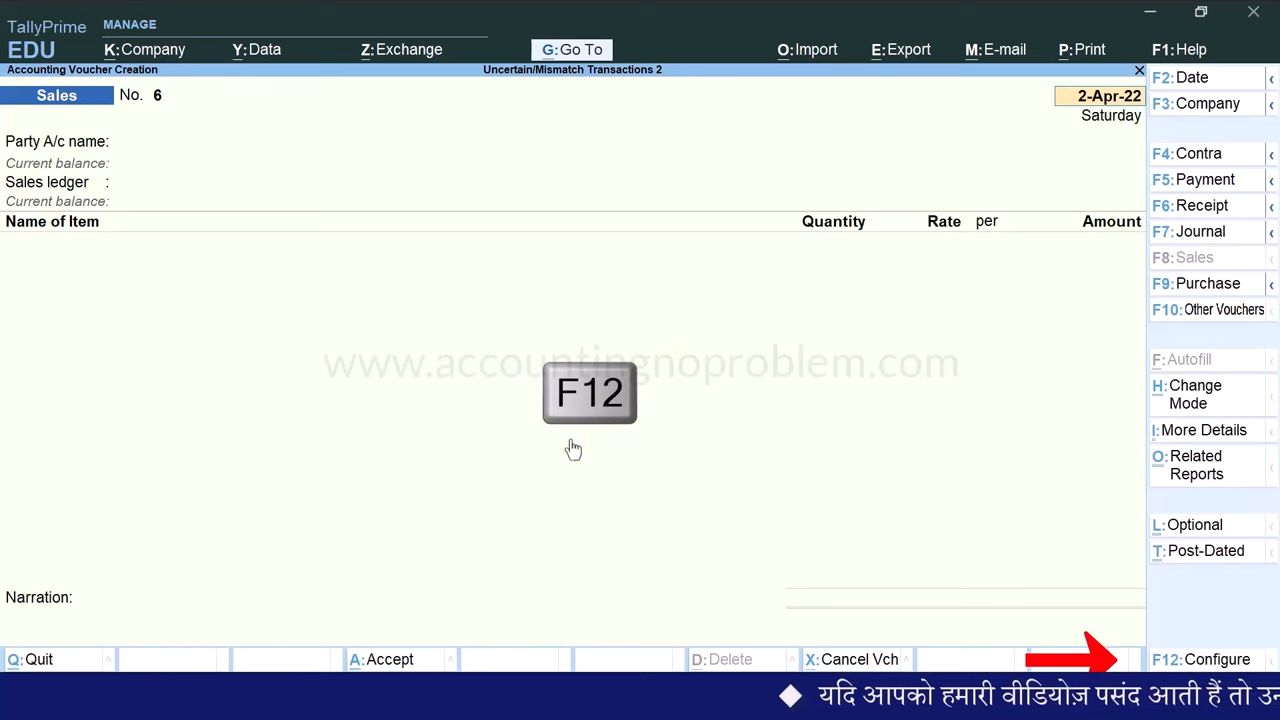 TallyPrime MANAGE
EDU K:Company Y:Data Z:Exchange G:Go To O:Import E:Export M:E-mail P:Print F1:Help
Accounting Voucher Creation Uncertain/Mismatch Transactions 2
Sales No. 6 2-Apr-22
Saturday
Party A/c name:
Current balance:
Sales ledger :
Current balance:
Name of Item Quantity Rate per Amount
www.accountingnoproblem.com
F12
Narration:
Q:Quit A:Accept D:Delete X:Cancel Vch
F2:Date
F3:Company
F4:Contra
F5:Payment
F6:Receipt
F7:Journal
F8:Sales
F9:Purchase
F10:Other Vouchers
F:Autofill
H:Change
Mode
I:More Details
O:Related
Reports
L:Optional
T:Post-Dated
F12:Configure
यदि आपको हमारी वीडियोज़ पसंद आती हैं तो